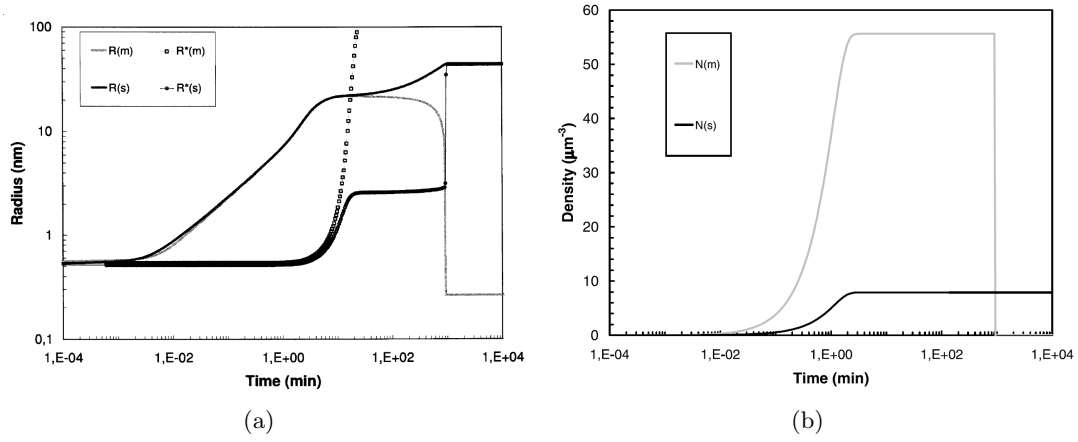 100
10
1
0,1
1,E-04
1,E-02
1,E+00
1,E+02
1,E+04
Radius (nm)
Time (min)
R(m)
R*(m)
R(s)
R*(s)
(a)
60
50
40
30
20
10
0
1,E-04
1,E-02
1,E+00
1,E+02
1,E+04
Density (µm⁻³)
Time (min)
N(m)
N(s)
(b)